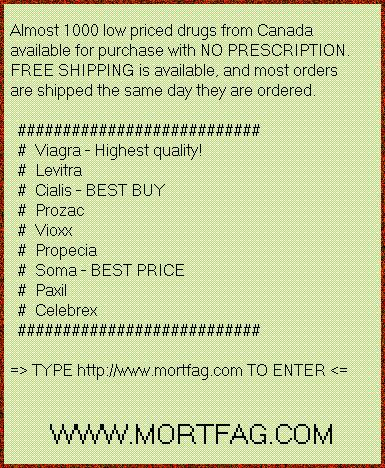 Almost 1000 low priced drugs from Canada
available for purchase with NO PRESCRIPTION.
FREE SHIPPING is available, and most orders
are shipped the same day they are ordered.
###########################
# Viagra - Highest quality!
# Levitra
# Cialis - BEST BUY
# Prozac
# Vioxx
# Propecia
# Soma - BEST PRICE
# Paxil
# Celebrex
###########################
=> TYPE http://www.mortfag.com TO ENTER <=
WWW.MORTFAG.COM